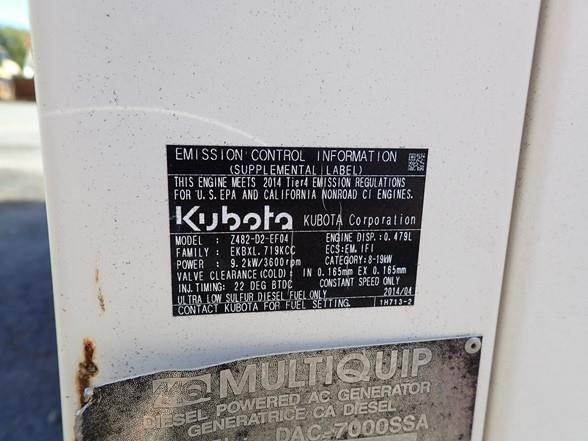 EMISSION CONTROL INFORMATION
(SUPPLEMENTAL LABEL)
THIS ENGINE MEETS 2014 Tier4 EMISSION REGULATIONS
FOR U.S.EPA AND CALIFORNIA NONROAD CI ENGINES.
Kubota KUBOTA Corporation
MODEL : Z482-D2-EF04 ENGINE DISP.: 0.479L
FAMILY : EKBXL.719KCC ECS:EM,IFI
POWER : 9.2kW/3600rpm CATEGORY:8-19kW
VALVE CLEARANCE(COLD): IN 0.165mm EX 0.165mm
INJ.TIMING: 22 DEG BTDC
ULTRA LOW SULFUR DIESEL FUEL ONLY 2014/04
CONTACT KUBOTA FOR FUEL SETTING. 1H713-2
MQ MULTIQUIP
DIESEL POWERED AC GENERATOR
GENERATRICE CA DIESEL
DAC-7000SSA